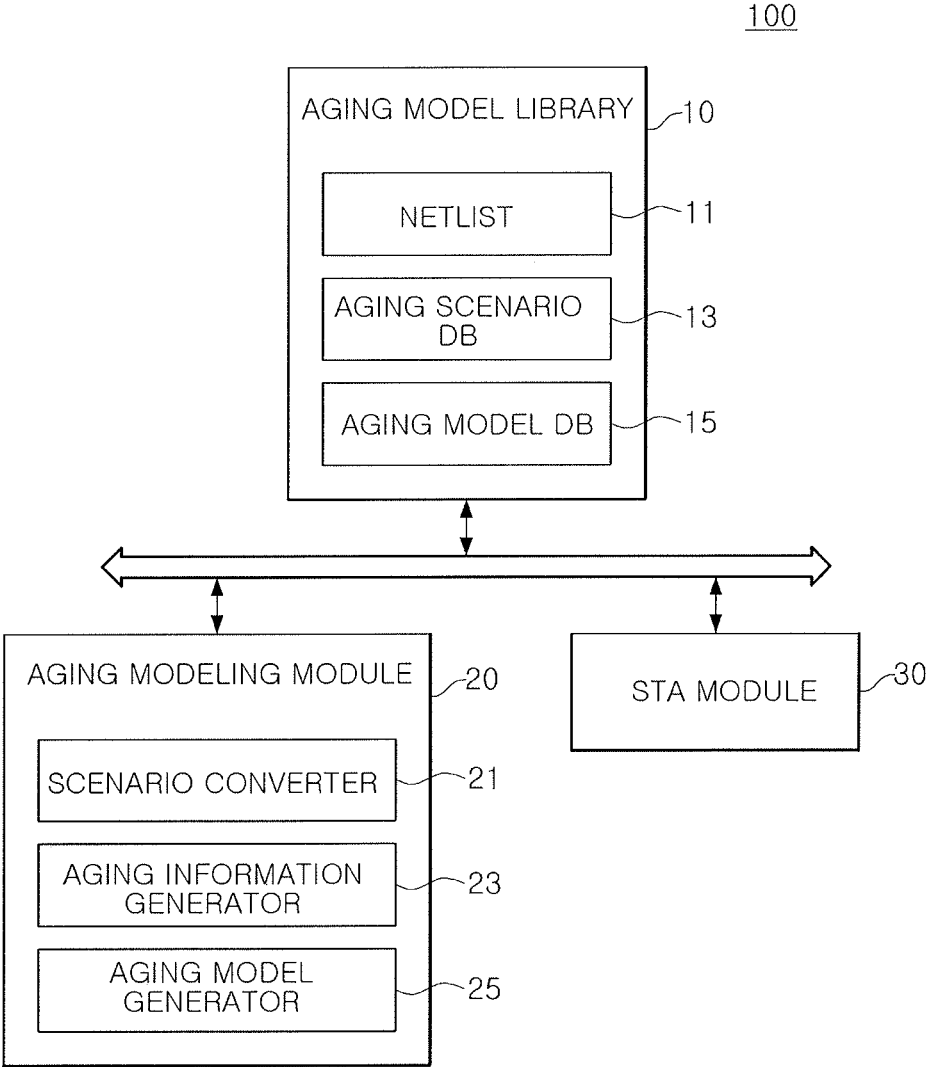 100
AGING MODEL LIBRARY
10
NETLIST
11
AGING SCENARIO
DB
13
AGING MODEL DB
15
AGING MODELING MODULE
20
SCENARIO CONVERTER
21
AGING INFORMATION
GENERATOR
23
AGING MODEL
GENERATOR
25
STA MODULE
30